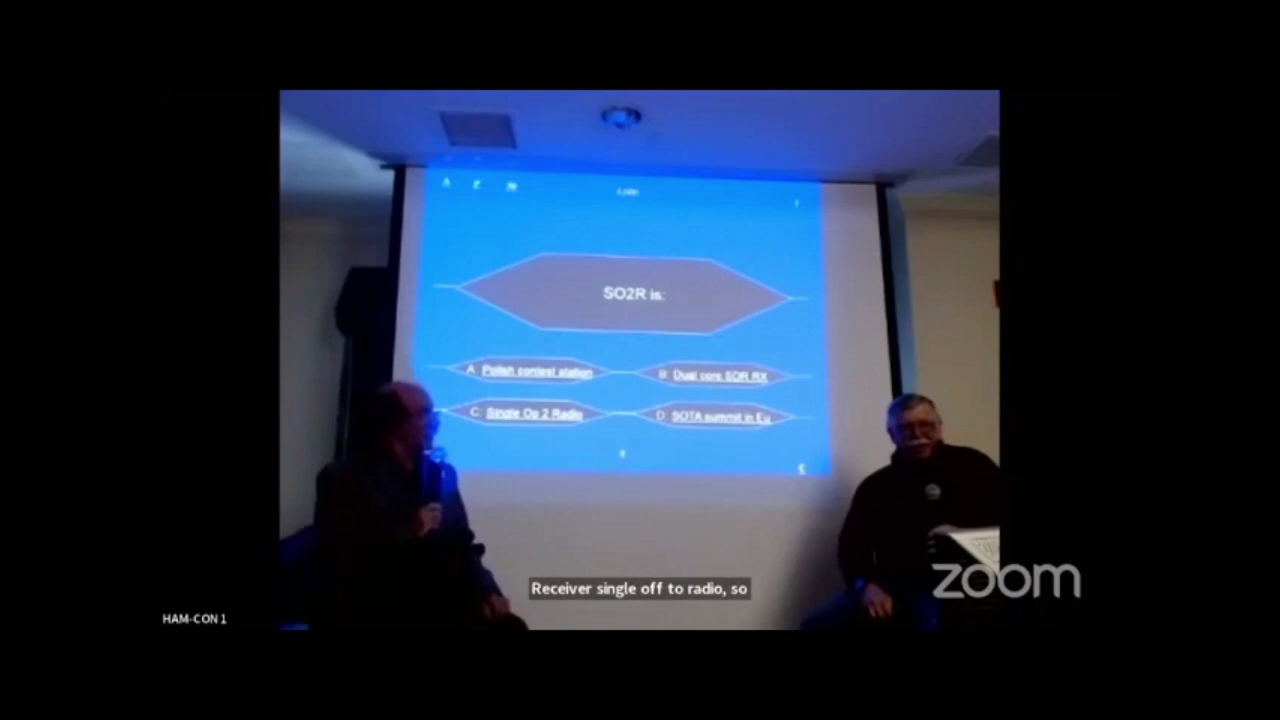 SO2R is:
A: Polish contest station
B: Dual core SDR RX
C: Single Op 2 Radio
D: SOTA summit in Eu
Receiver single off to radio, so
zoom
HAM-CON 1